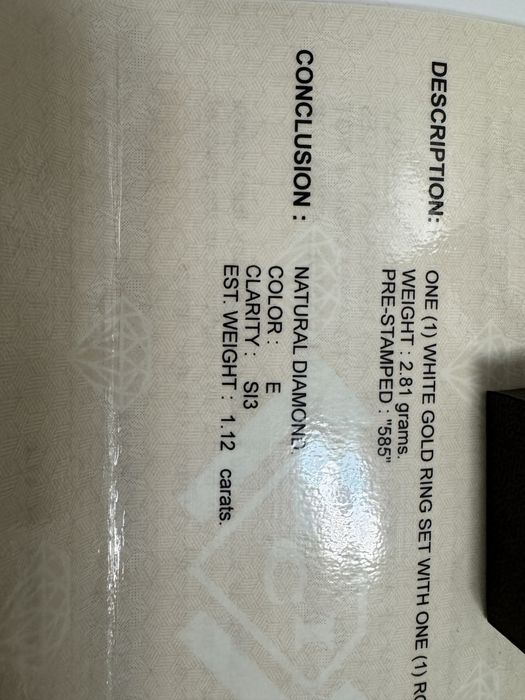 DESCRIPTION: ONE (1) WHITE GOLD RING SET WITH ONE (1)
WEIGHT : 2.81 grams.
PRE-STAMPED : "585"
CONCLUSION : NATURAL DIAMOND.
COLOR : E
CLARITY : SI3
EST. WEIGHT : 1.12 carats.